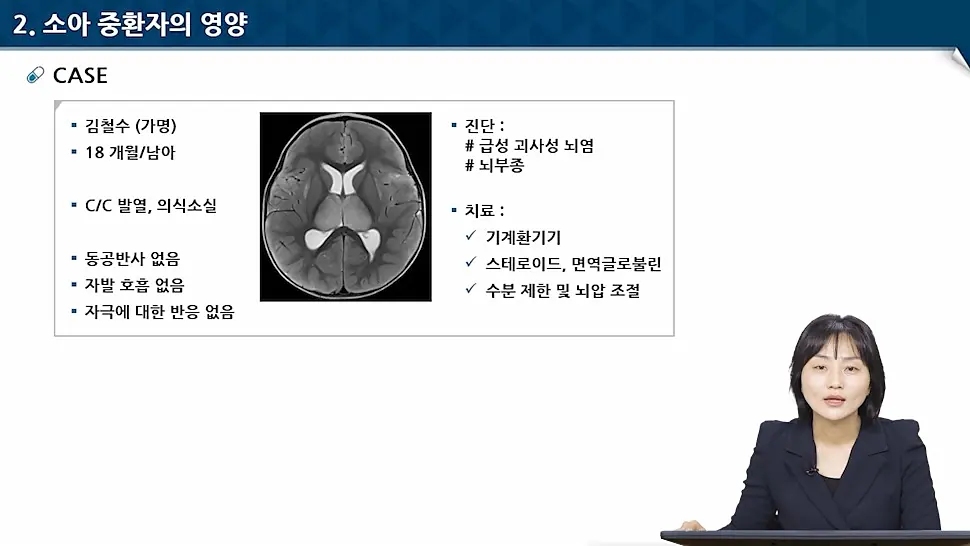 2. 소아 중환자의 영양
CASE
김철수 (가명)
18 개월/남아
C/C 발열, 의식소실
동공반사 없음
자발 호흡 없음
자극에 대한 반응 없음
진단 :
# 급성 괴사성 뇌염
# 뇌부종
치료 :
기계환기기
스테로이드, 면역글로불린
수분 제한 및 뇌압 조절